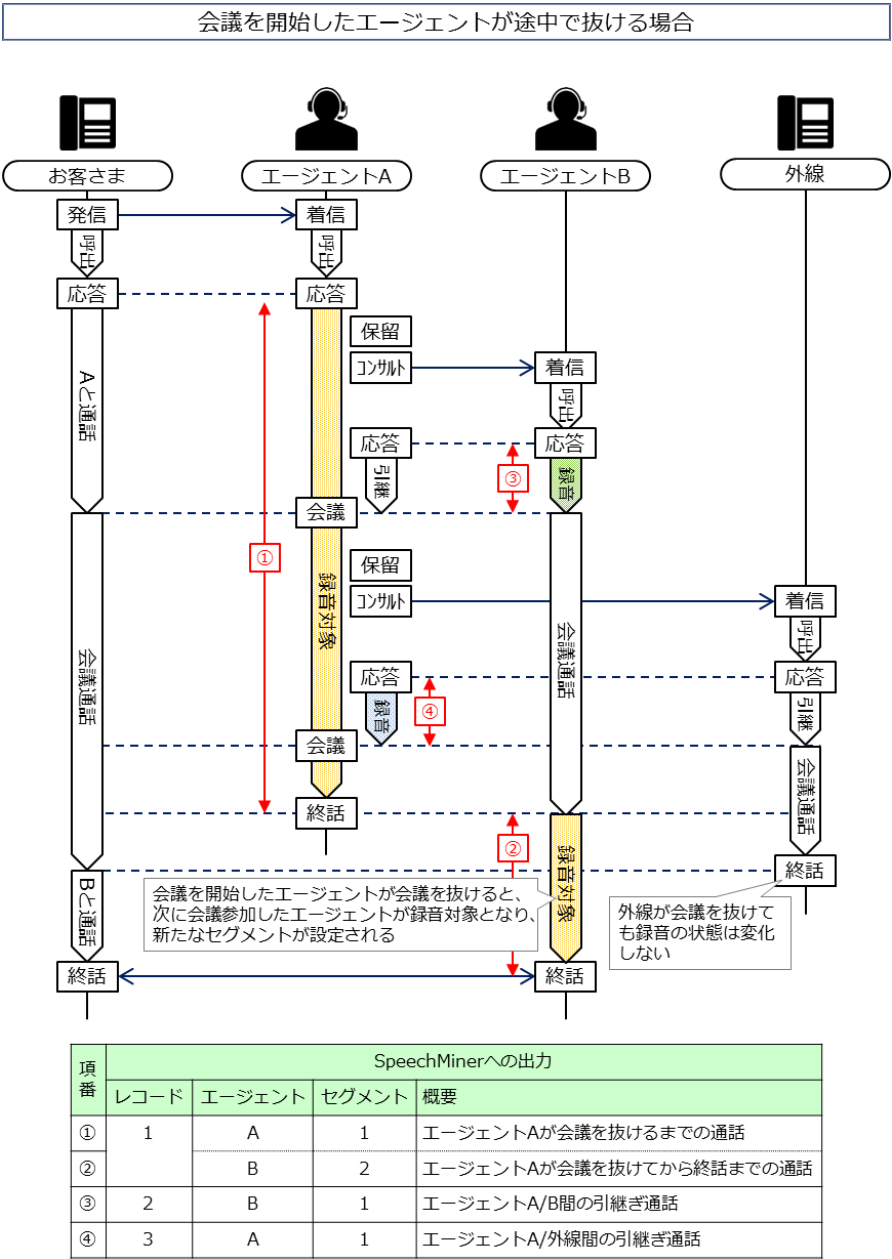 会議を開始したエージェントが途中で抜ける場合
お客さま
エージェントA
エージェントB
外線
発信
着信
呼出
呼出
応答
応答
保留
コンサルト
着信
呼出
Aと通話
応答
応答
引継
③
録音
会議
①
保留
コンサルト
着信
録音対象
呼出
会議通話
会議通話
応答
応答
録音
④
引継
会議
会議通話
終話
②
録音対象
終話
Bと通話
会議を開始したエージェントが会議を抜けると、
次に会議参加したエージェントが録音対象となり、
新たなセグメントが設定される
外線が会議を抜けて
も録音の状態は変化
しない
終話
終話
項番
SpeechMinerへの出力
レコード エージェント セグメント 概要
① 1 A 1 エージェントAが会議を抜けるまでの通話
② B 2 エージェントAが会議を抜けてから終話までの通話
③ 2 B 1 エージェントA/B間の引継ぎ通話
④ 3 A 1 エージェントA/外線間の引継ぎ通話